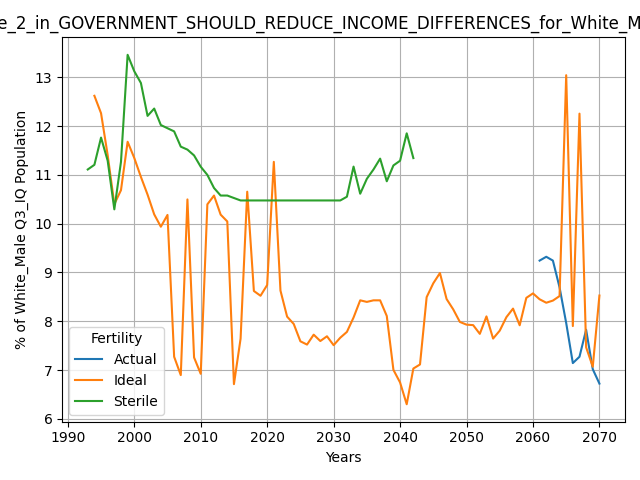 e_2_in_GOVERNMENT_SHOULD_REDUCE_INCOME_DIFFERENCES_for_White_M
% of White_Male Q3_IQ Population
13
12
11
10
9
8
7
6
Fertility
Actual
Ideal
Sterile
1990 2000 2010 2020 2030 2040 2050 2060 2070
Years